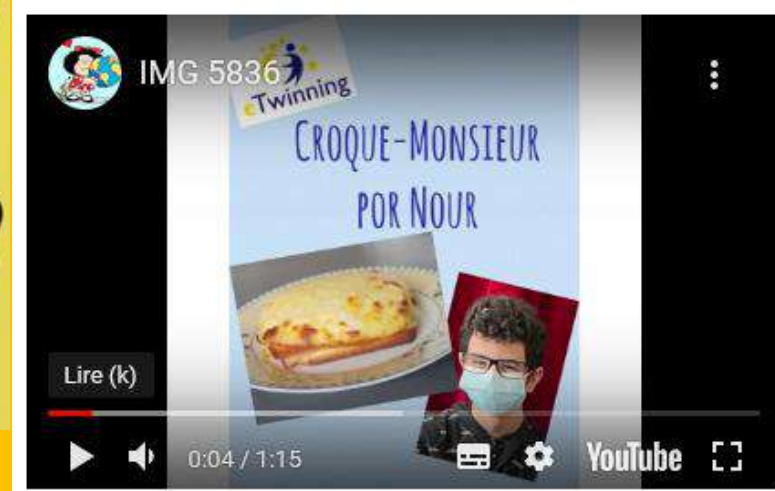 IMG 5836
eTwinning
CROQUE-MONSIEUR
POR NOUR
Lire (k)
0:04 / 1:15
YouTube